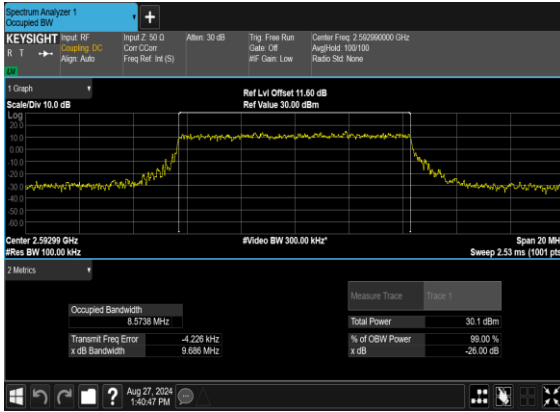 Spectrum Analyzer 1
Occupied BW
+
KEYSIGHT
R T
Input: RF
Coupling: DC
Align: Auto
Input Z: 50 Ω
Corr CCorr
Freq Ref: Int (S)
Atten: 30 dB
Trig: Free Run
Gate: Off
#IF Gain: Low
Center Freq: 2.592990000 GHz
Avg|Hold: 100/100
Radio Std: None
1 Graph
Scale/Div 10.0 dB
Ref Lvl Offset 11.60 dB
Ref Value 30.00 dBm
Log
20.0
10.0
0.00
-10.0
-20.0
-30.0
-40.0
-50.0
-60.0
Center 2.59299 GHz
#Res BW 100.00 kHz
#Video BW 300.00 kHz*
Span 20 MH
Sweep 2.53 ms (1001 pts
2 Metrics
Measure Trace Trace 1
Occupied Bandwidth
8.5738 MHz
Total Power 30.1 dBm
Transmit Freq Error -4.226 kHz
% of OBW Power 99.00 %
x dB Bandwidth 9.686 MHz
x dB -26.00 dB
?
Aug 27, 2024
1:40:47 PM